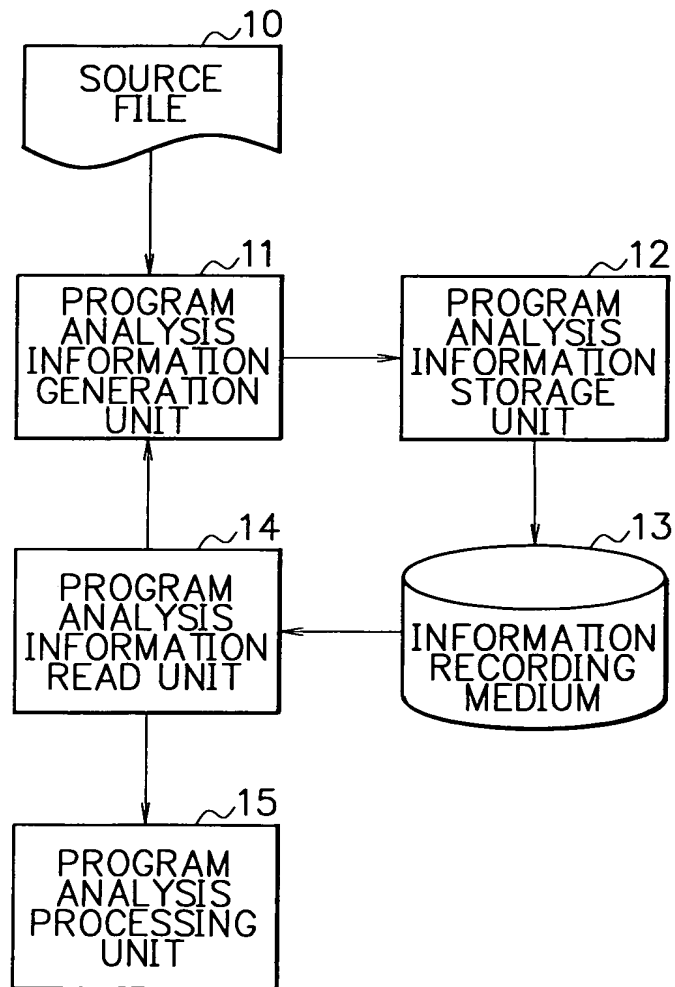 10
SOURCE
FILE
11
PROGRAM
ANALYSIS
INFORMATION
GENERATION
UNIT
12
PROGRAM
ANALYSIS
INFORMATION
STORAGE
UNIT
14
PROGRAM
ANALYSIS
INFORMATION
READ UNIT
13
INFORMATION
RECORDING
MEDIUM
15
PROGRAM
ANALYSIS
PROCESSING
UNIT